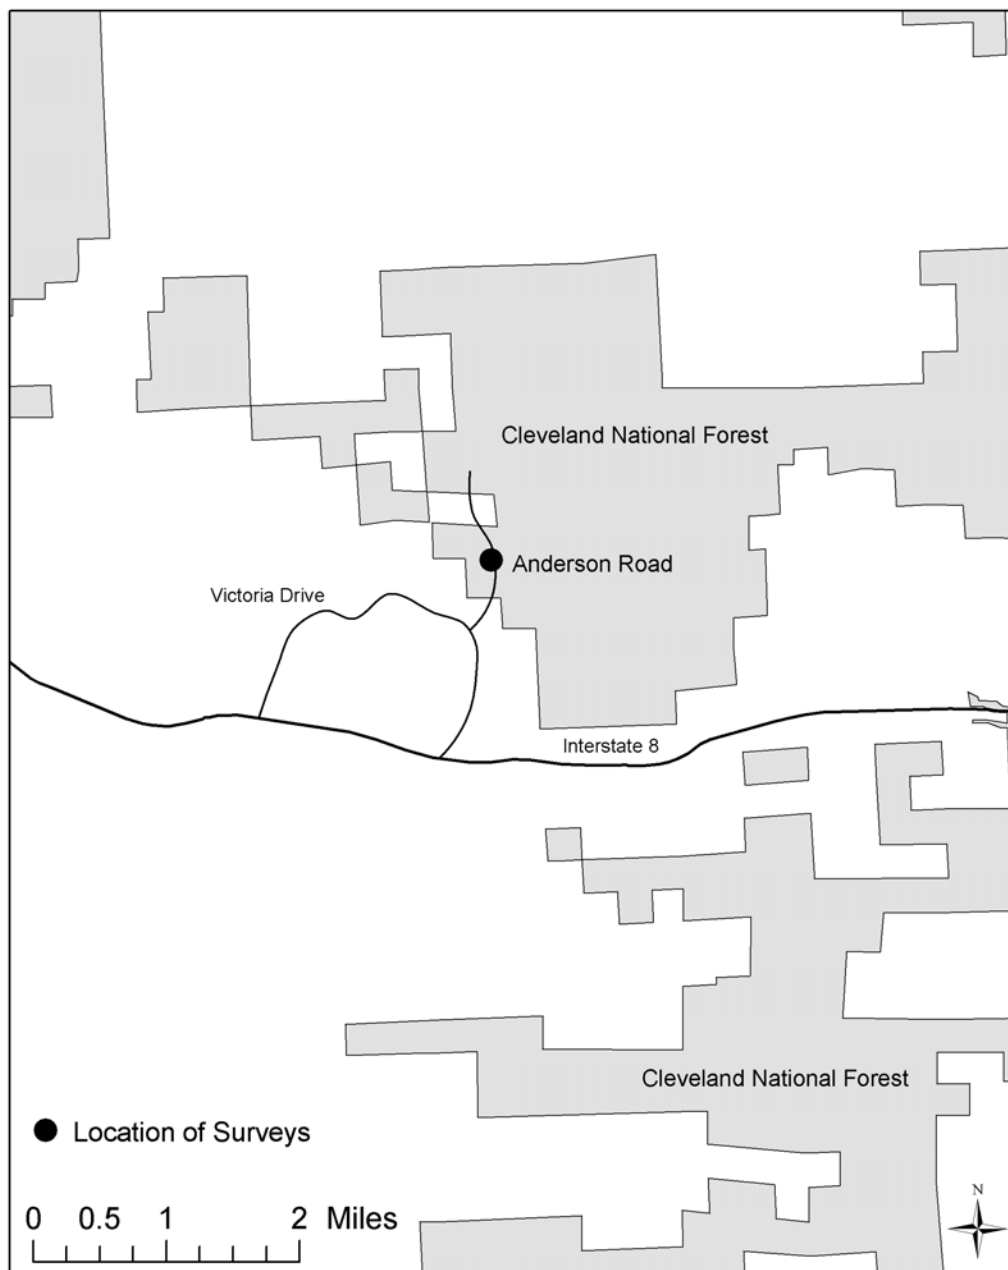 Cleveland National Forest
Anderson Road
Victoria Drive
Interstate 8
Cleveland National Forest
Location of Surveys
0 0.5 1 2 Miles
N